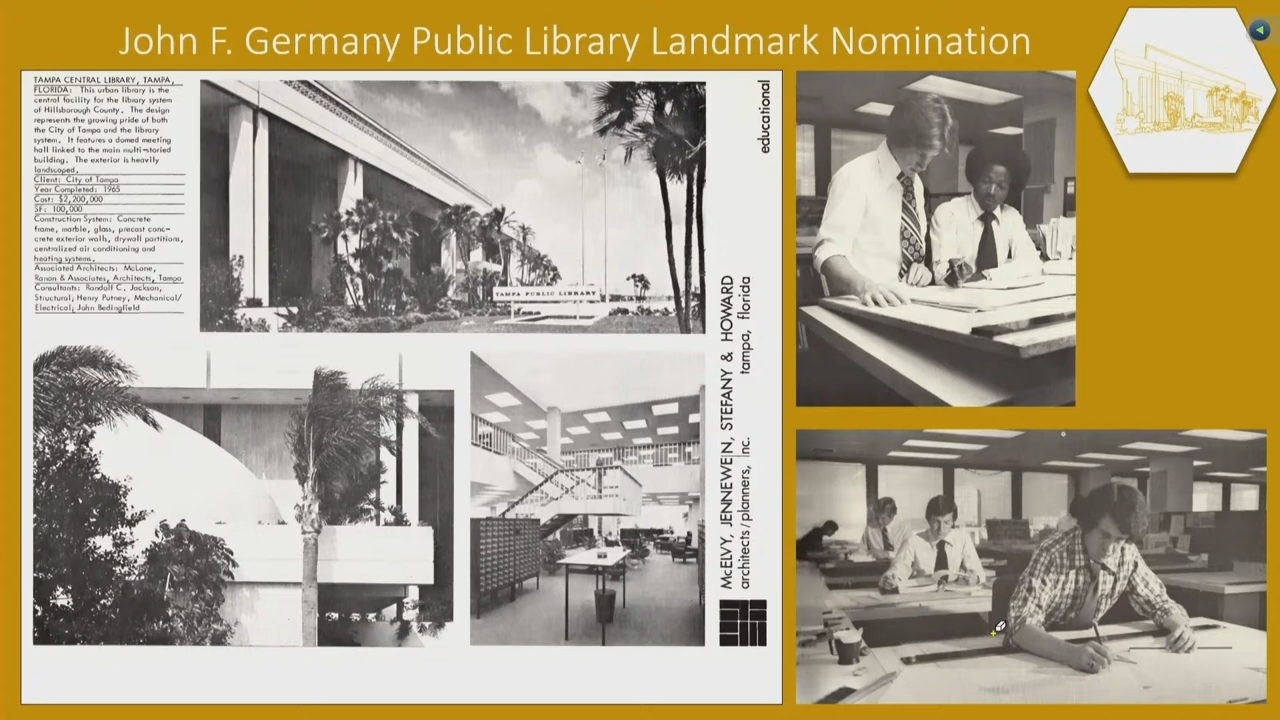 John F. Germany Public Library Landmark Nomination
TAMPA CENTRAL LIBRARY, TAMPA,
FLORIDA: This urban library is the
central facility for the library system
of Hillsborough County. The design
represents the growing pride of both
the City of Tampa and the library
system. It features a domed meeting
hall linked to the main multi-storied
building. The exterior is heavily
landscaped.
Client: City of Tampa
Year Completed: 1965
Cost: $2,200,000
SF: 100,000
Construction System: Concrete
frame, marble, glass, precast conc-
crete exterior walls, drywall partitions,
centralized air conditioning and
heating systems.
Associated Architects: McLane,
Ranon & Associates, Architects, Tampa
Consultants: Randolf C. Jackson,
Structural; Henry Putney, Mechanical/
Electrical; John Bedingfield
TAMPA PUBLIC LIBRARY
educational
McELVY, JENNEWEIN, STEFANY & HOWARD
architects/planners, inc. tampa, florida